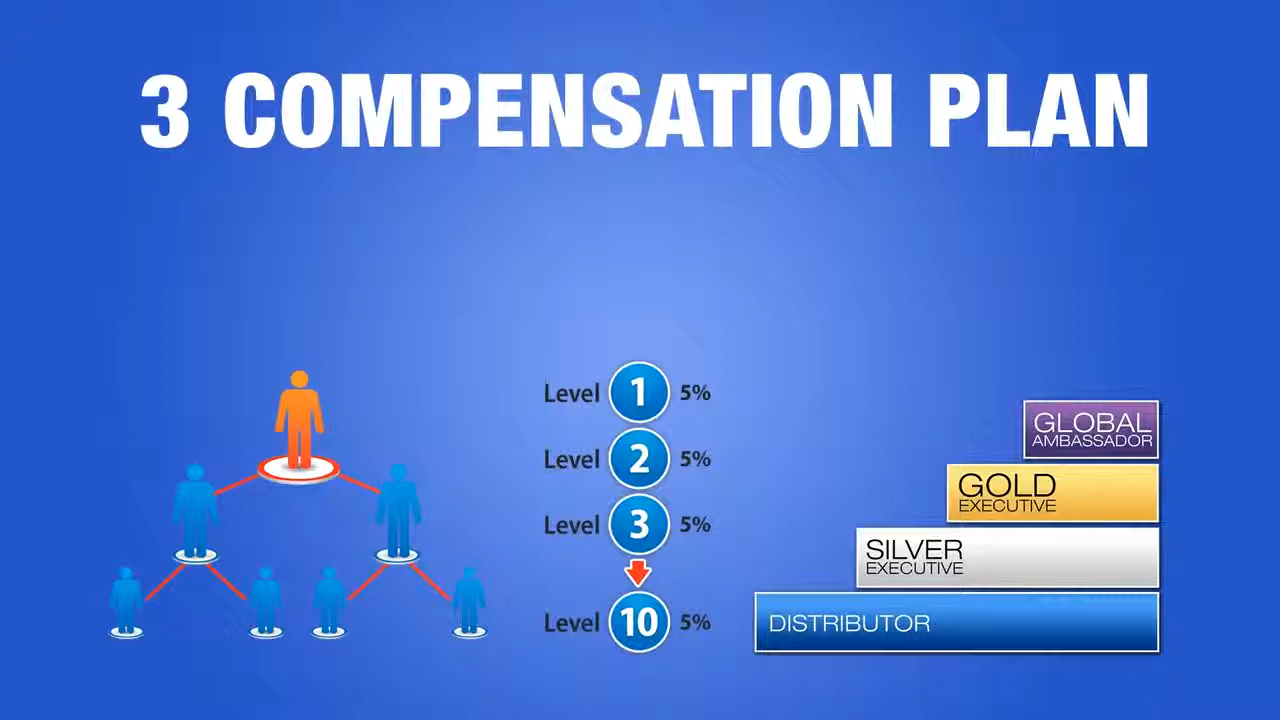 3 COMPENSATION PLAN
Level 1 5%
Level 2 5%
Level 3 5%
Level 10 5%
GLOBAL
AMBASSADOR
GOLD
EXECUTIVE
SILVER
EXECUTIVE
DISTRIBUTOR